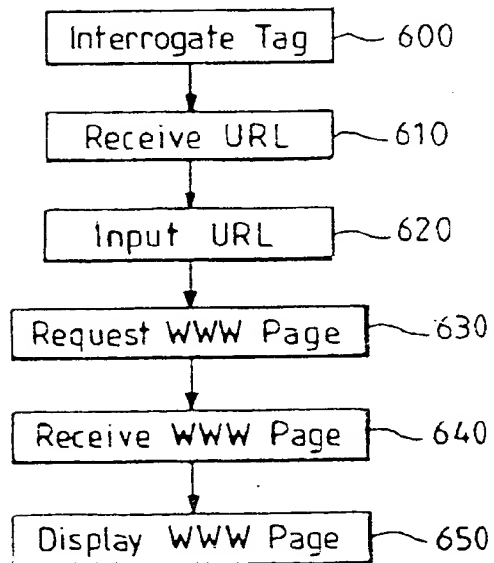 Interrogate Tag 600
Receive URL 610
Input URL 620
Request WWW Page 630
Receive WWW Page 640
Display WWW Page 650